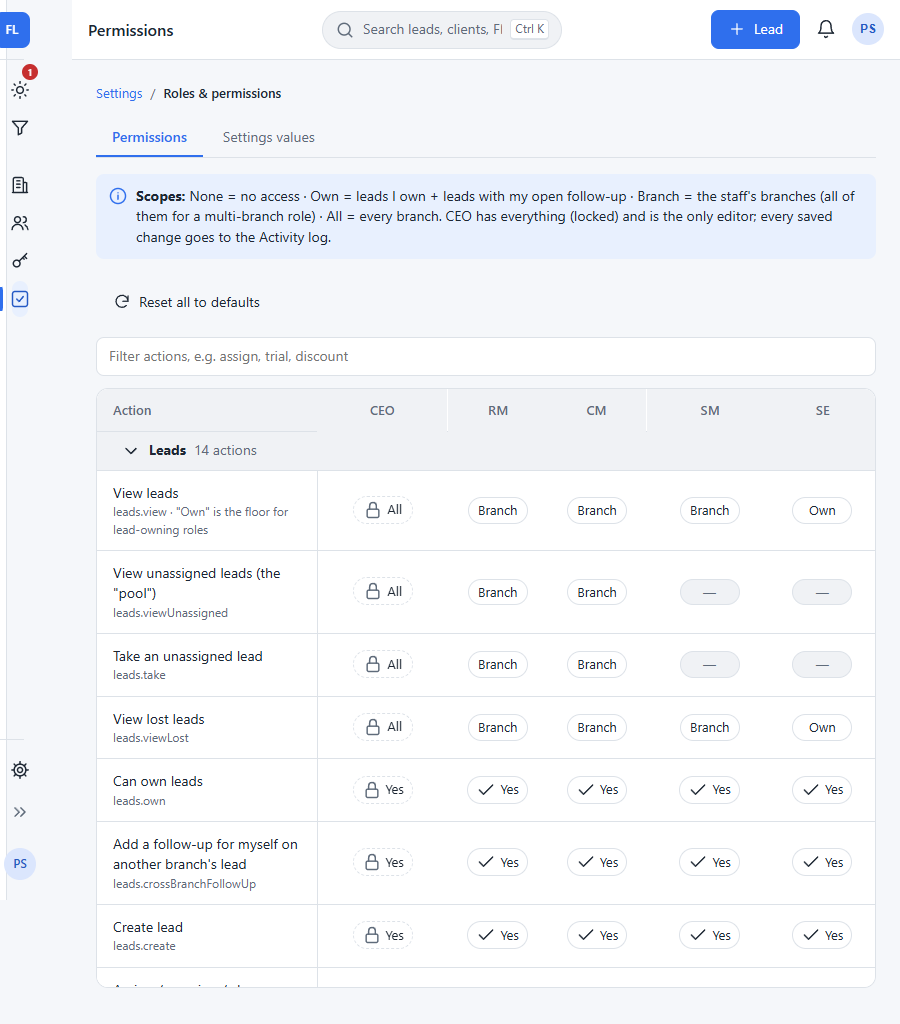 FL
Permissions
Search leads, clients, Fl
Ctrl K
+ Lead
PS
1
Settings / Roles & permissions
Permissions
Settings values
Scopes: None = no access · Own = leads I own + leads with my open follow-up · Branch = the staff's branches (all of
them for a multi-branch role) · All = every branch. CEO has everything (locked) and is the only editor; every saved
change goes to the Activity log.
Reset all to defaults
Filter actions, e.g. assign, trial, discount
Action CEO RM CM SM SE
Leads 14 actions
View leads
leads.view · "Own" is the floor for
lead-owning roles
All Branch Branch Branch Own
View unassigned leads (the
"pool")
leads.viewUnassigned
All Branch Branch — —
Take an unassigned lead
leads.take
All Branch Branch — —
View lost leads
leads.viewLost
All Branch Branch Branch Own
Can own leads
leads.own
Yes Yes Yes Yes Yes
Add a follow-up for myself on
another branch's lead
leads.crossBranchFollowUp
Yes Yes Yes Yes Yes
Create lead
leads.create
Yes Yes Yes Yes Yes
PS